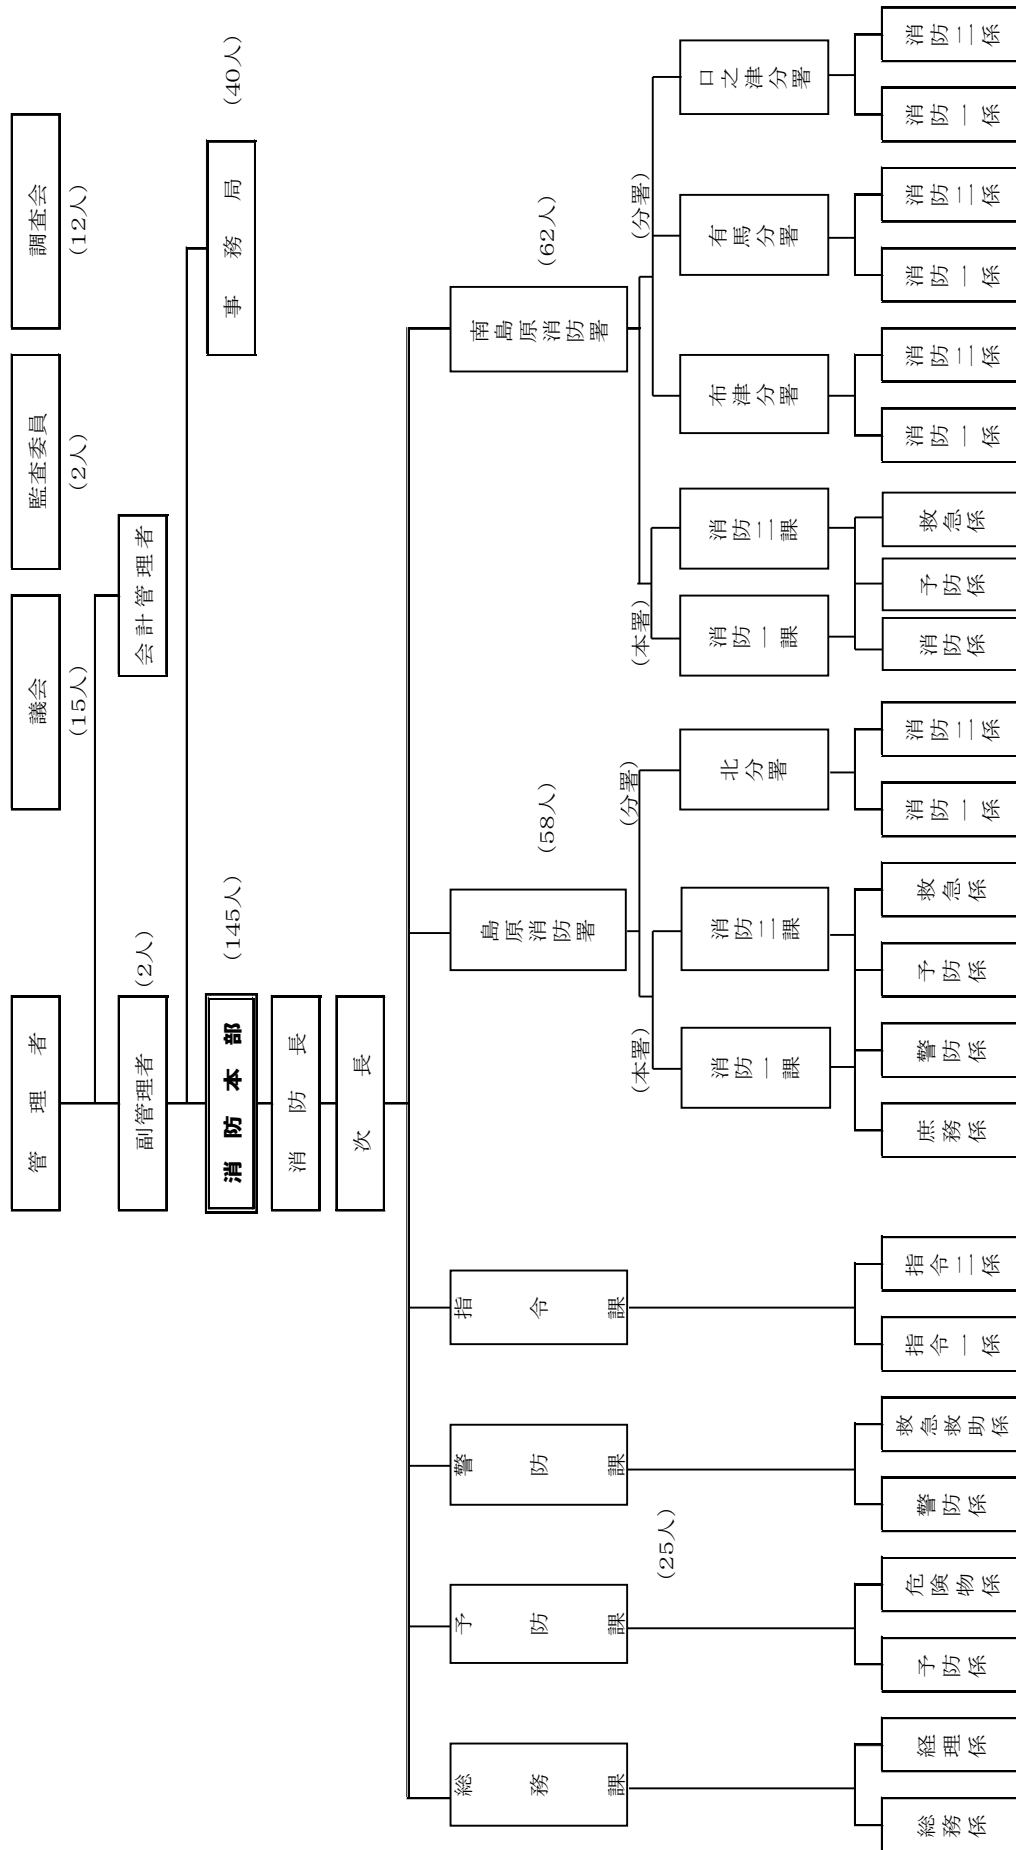 管理者
議会
(15人)
監査委員
(2人)
調査会
(12人)
副管理者
(2人)
会計管理者
消防本部
(145人)
事務局
(40人)
消防長
次長
総務課
予防課
警防課
指令課
(25人)
島原消防署
(58人)
南島原消防署
(62人)
(本署)
(分署)
(本署)
(分署)
消防一課
消防二課
北分署
消防一課
消防二課
布津分署
有馬分署
口之津分署
総務係
経理係
予防係
危険物係
警防係
救急救助係
指令一係
指令二係
庶務係
警防係
予防係
救急係
消防一係
消防二係
消防係
予防係
救急係
消防一係
消防二係
消防一係
消防二係
消防一係
消防二係